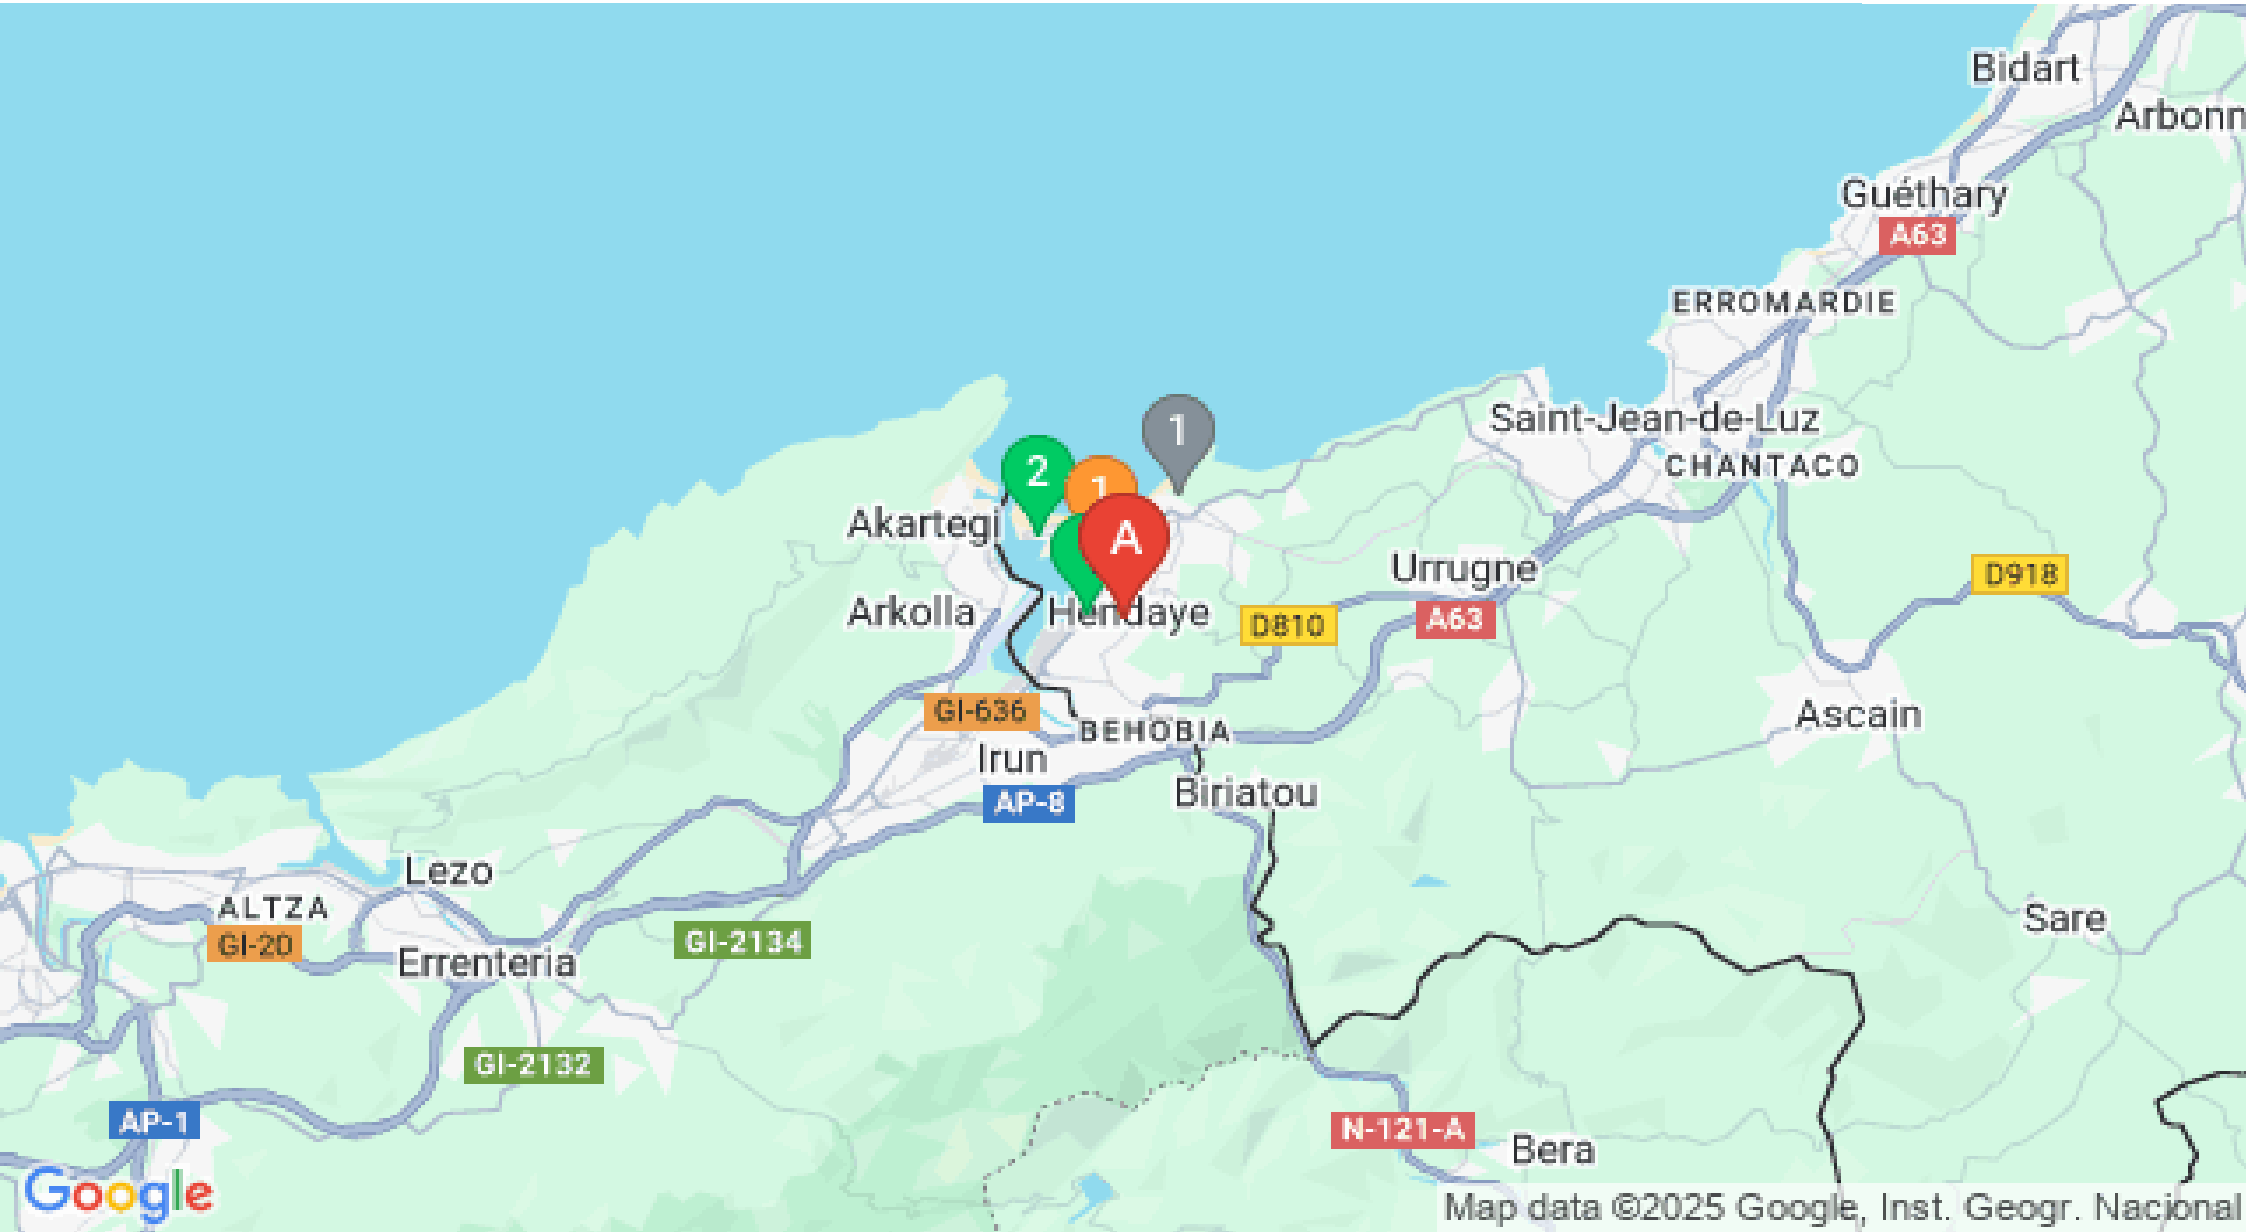 Bidart
Arbonn
Guéthary
A63
ERROMARDIE
1
Saint-Jean-de-Luz
2
CHANTACO
1
Akartegi
A
Urrugne
D918
Arkolla
Hendaye
D810
A63
GI-636
BEHOBIA
Ascain
Irun
Biriatou
AP-8
Lezo
ALTZA
Sare
GI-20
GI-2134
Errenteria
GI-2132
AP-1
N-121-A
Bera
Google
Map data ©2025 Google, Inst. Geogr. Nacional